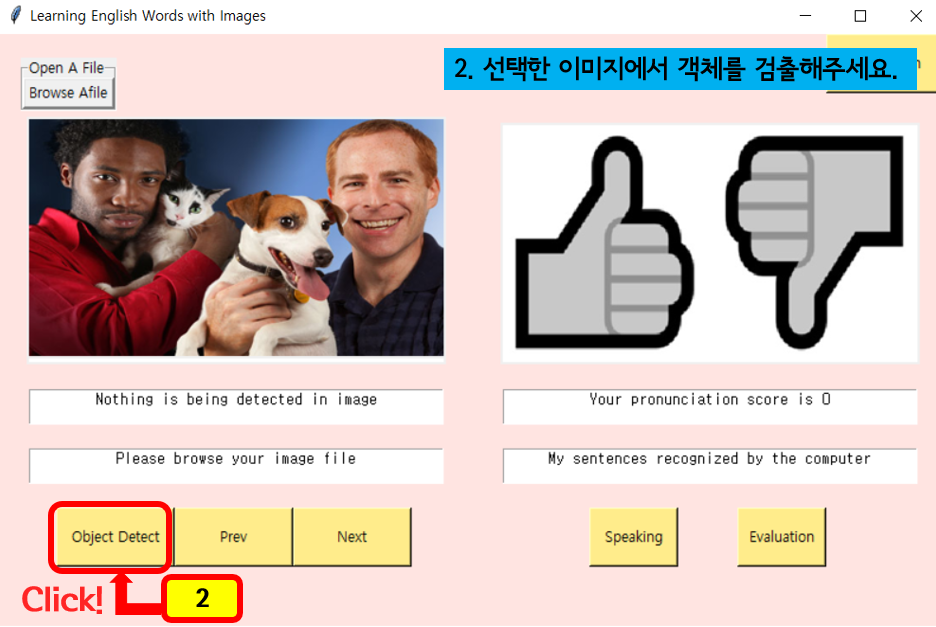 Learning English Words with Images
Open A File
Browse Afile
2. 선택한 이미지에서 객체를 검출해주세요.
Nothing is being detected in image
Your pronunciation score is 0
Please browse your image file
My sentences recognized by the computer
Object Detect
Prev
Next
Speaking
Evaluation
Click!
2